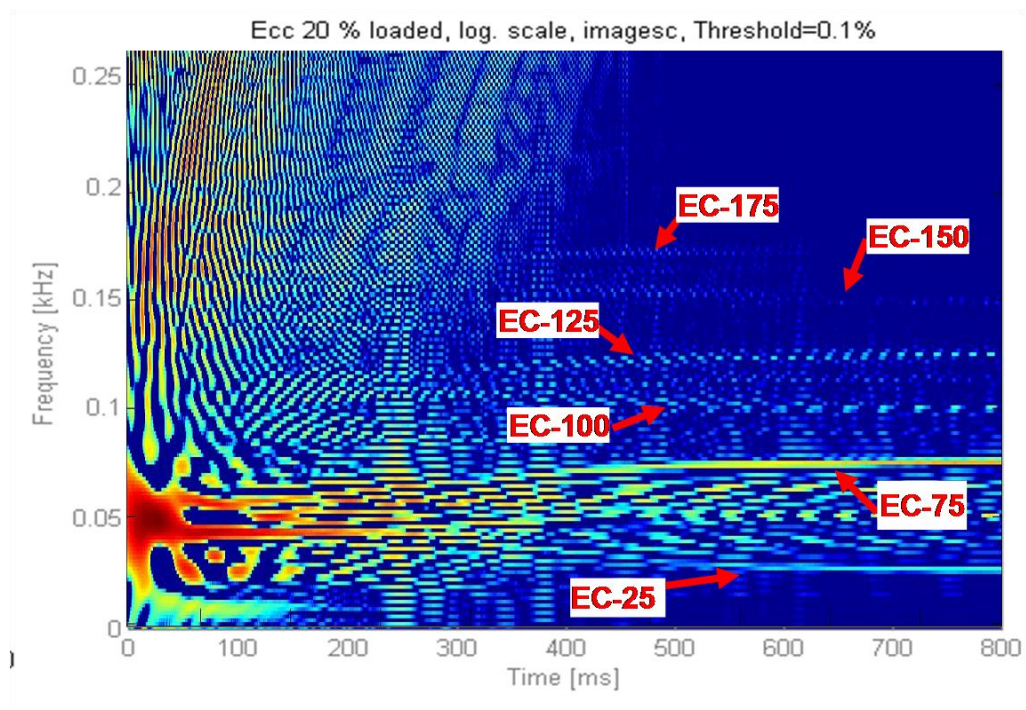 Ecc 20 % loaded, log. scale, imagesc, Threshold=0.1%
0.25
0.2
0.15
0.1
0.05
0
Frequency [kHz]
EC-175
EC-150
EC-125
EC-100
EC-75
EC-25
0 100 200 300 400 500 600 700 800
Time [ms]